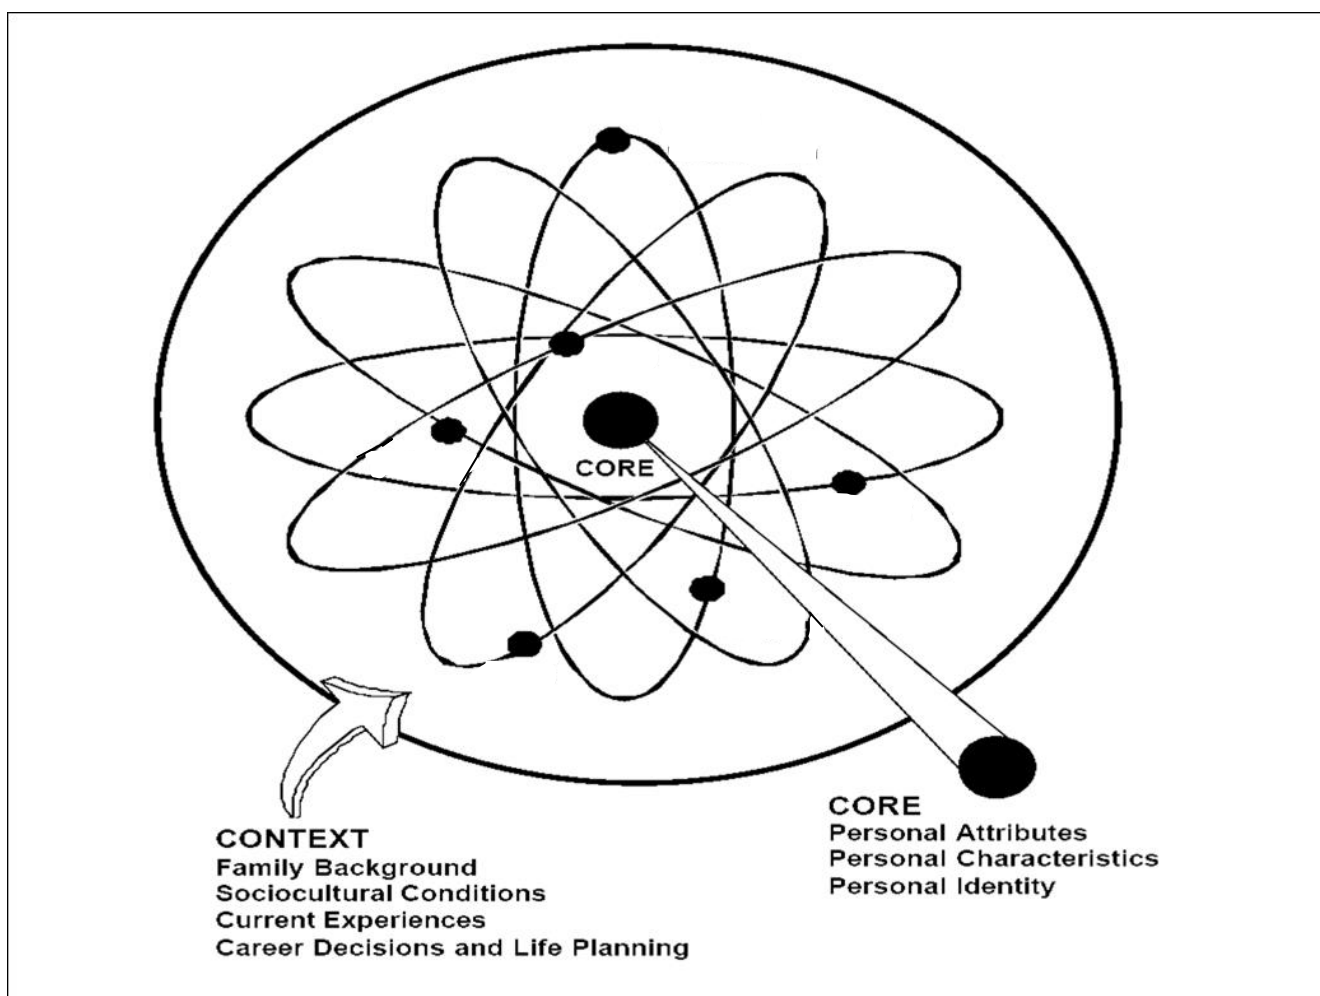 CORE
CONTEXT
Family Background
Sociocultural Conditions
Current Experiences
Career Decisions and Life Planning
CORE
Personal Attributes
Personal Characteristics
Personal Identity